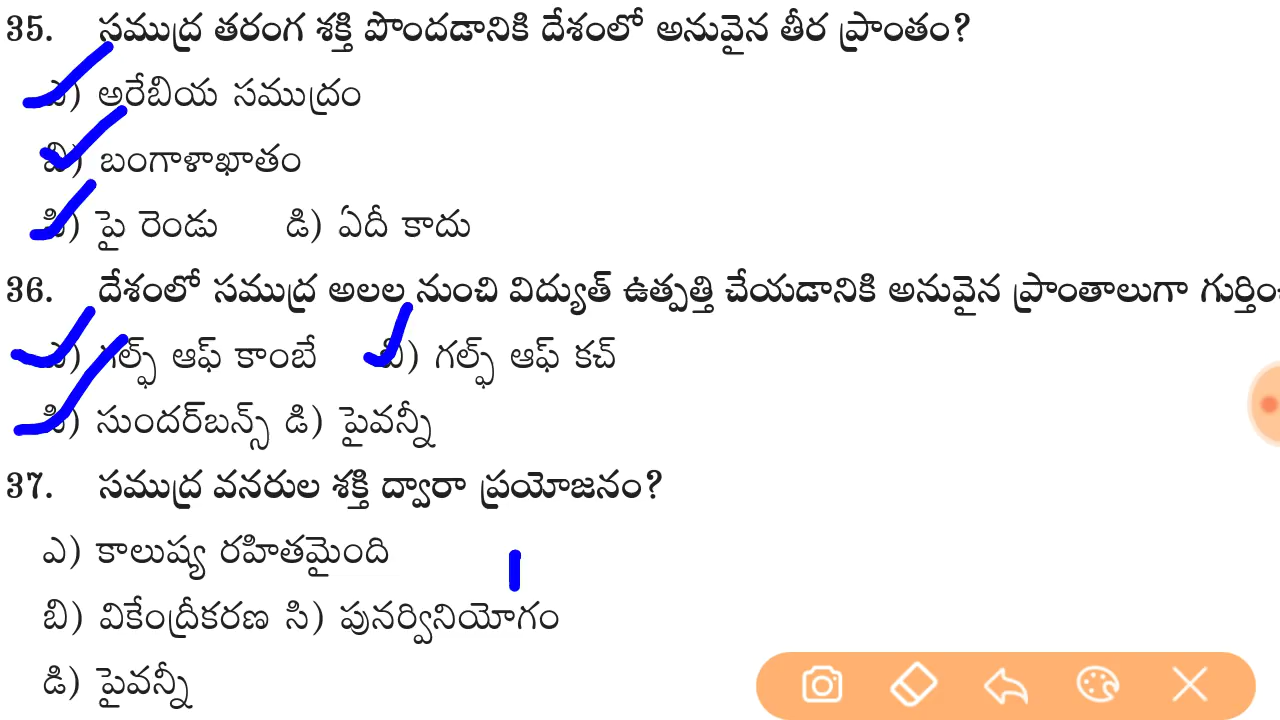 35. సముద్ర తరంగ శక్తి పొందడానికి దేశంలో అనువైన తీర ప్రాంతం?
ఎ) అరేబియ సముద్రం
బి) బంగాళాఖాతం
సి) పై రెండు డి) ఏదీ కాదు
36. దేశంలో సముద్ర అలల నుంచి విద్యుత్ ఉత్పత్తి చేయడానికి అనువైన ప్రాంతాలుగా
ఎ) గల్ఫ్ ఆఫ్ కాంబే బి) గల్ఫ్ ఆఫ్ కచ్
సి) సుందర్‌బన్స్ డి) పైవన్నీ
37. సముద్ర వనరుల శక్తి ద్వారా ప్రయోజనం?
ఎ) కాలుష్య రహితమైంది
బి) వికేంద్రీకరణ సి) పునర్వినియోగం
డి) పైవన్నీ